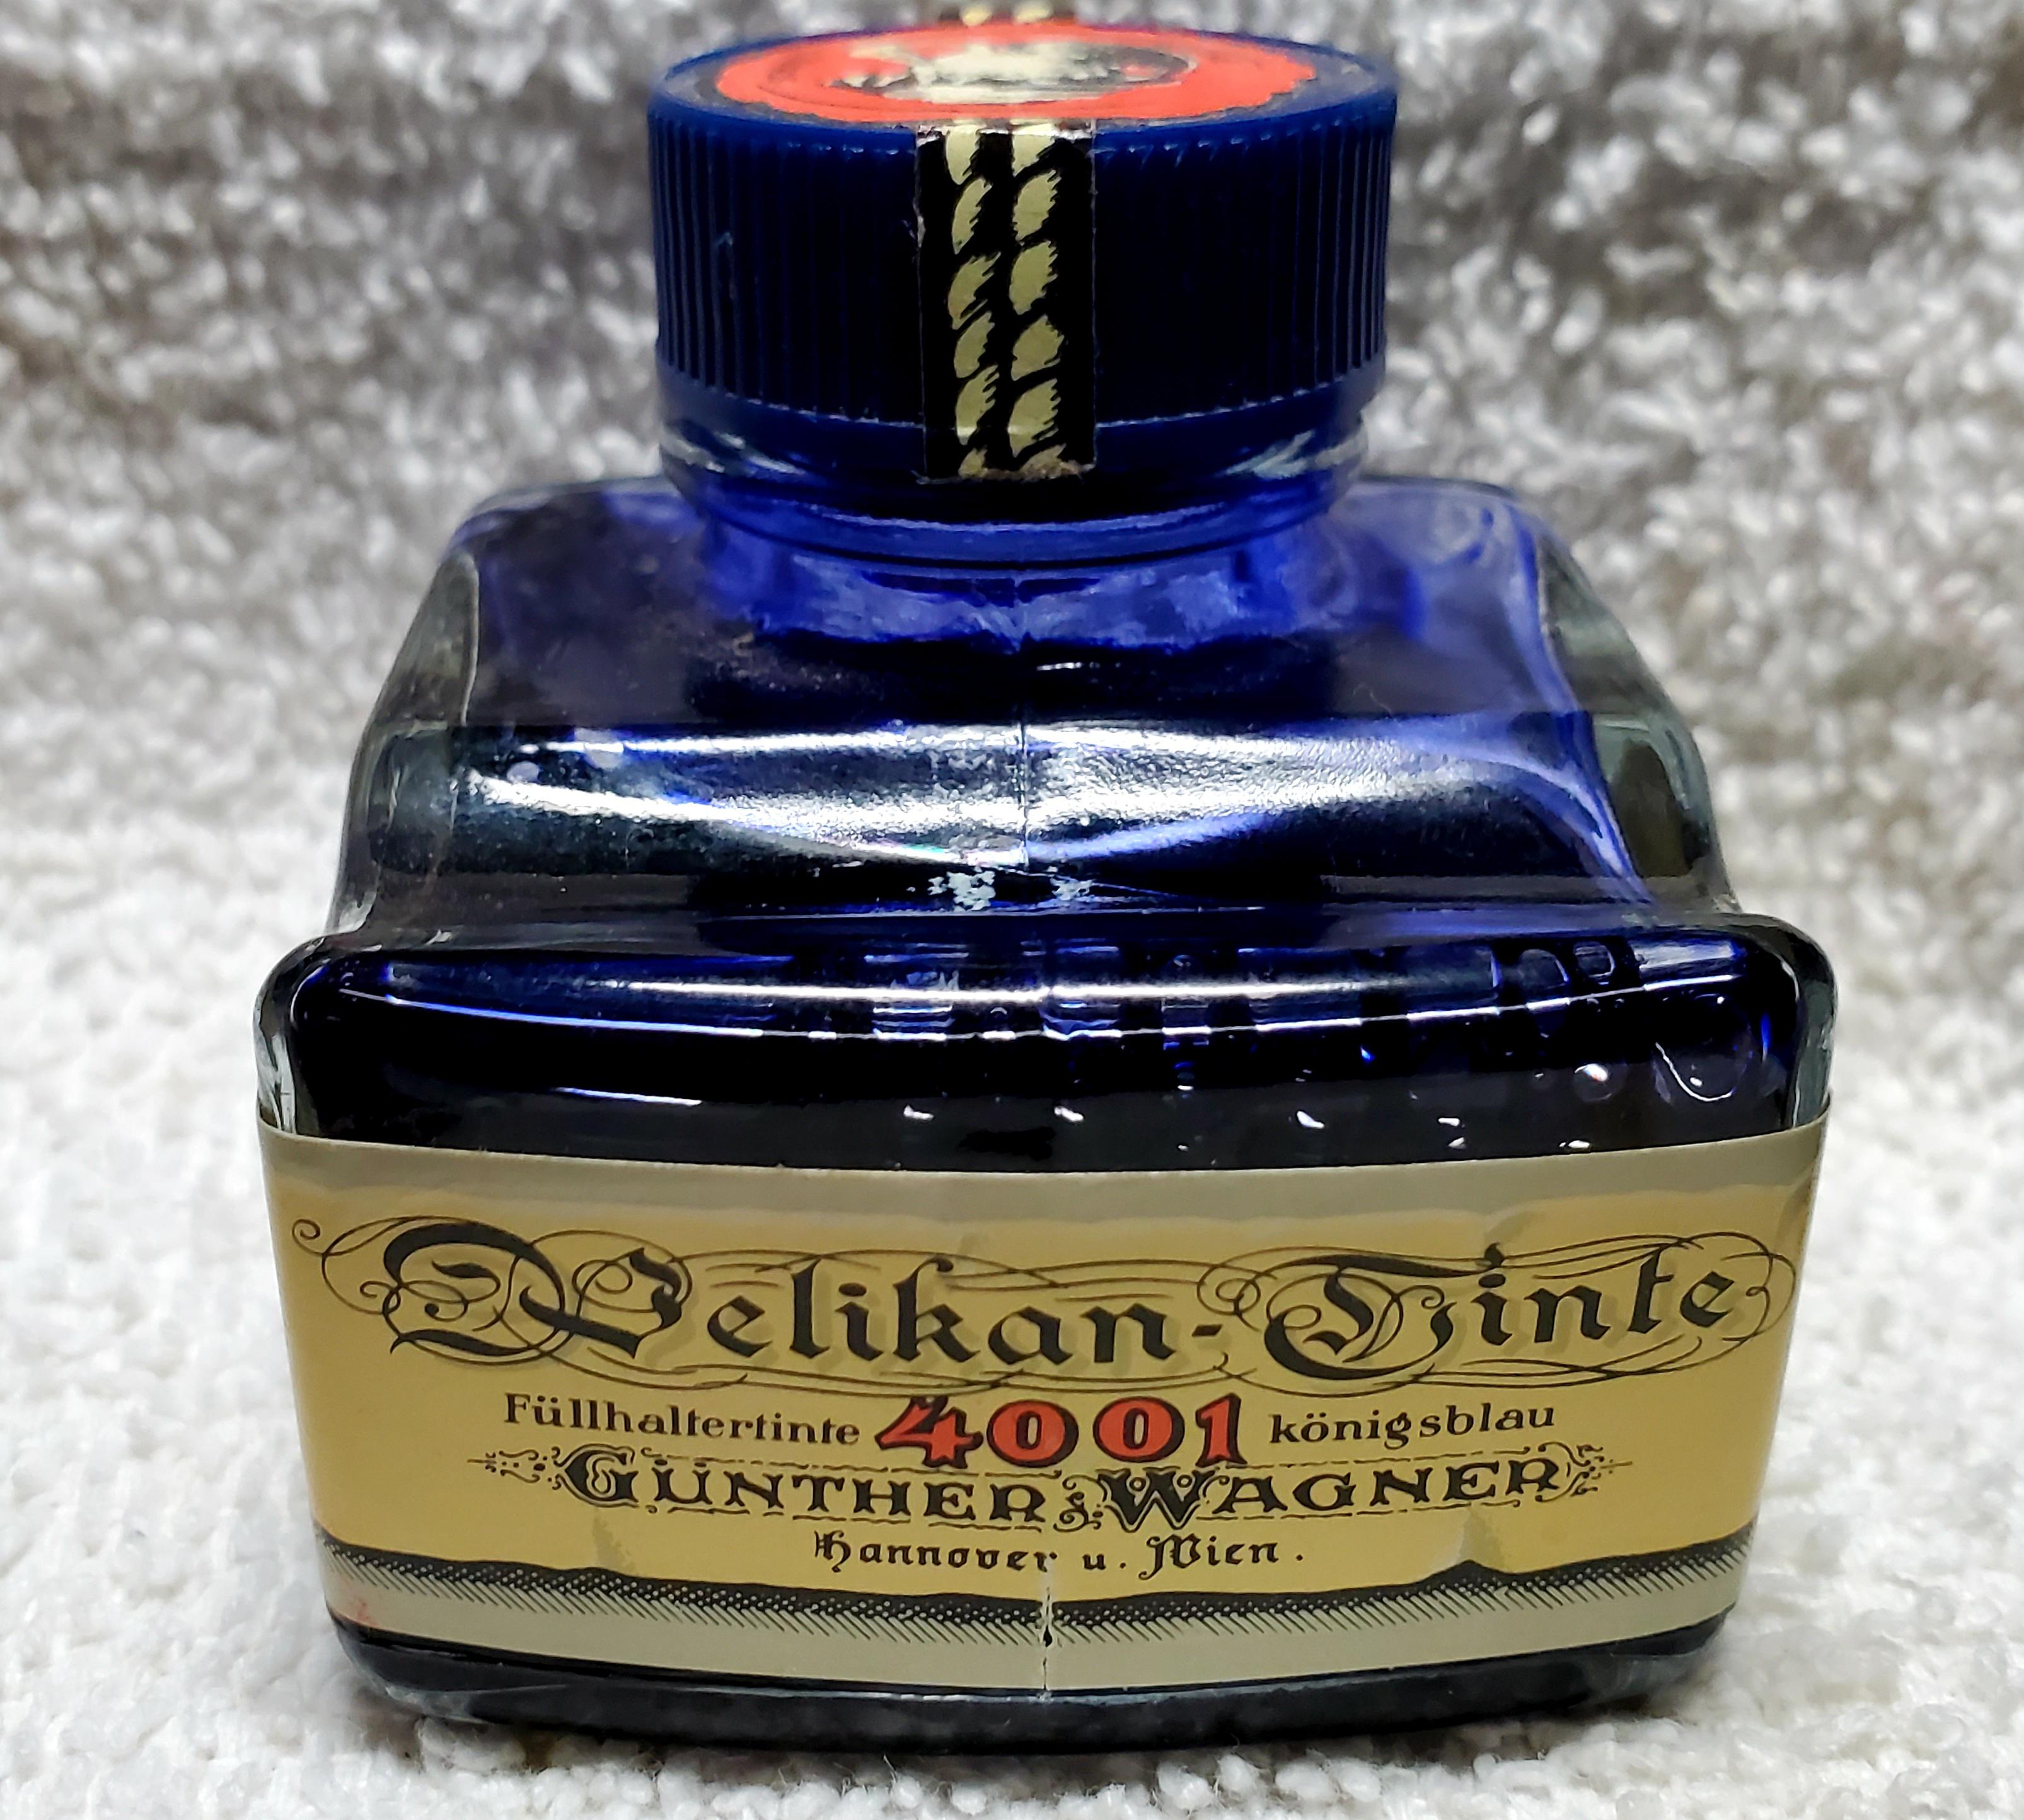 Pelikan-Tinte
Füllhaltertinte 4001 königsblau
GÜNTHER WAGNER
Hannover u. Wien.